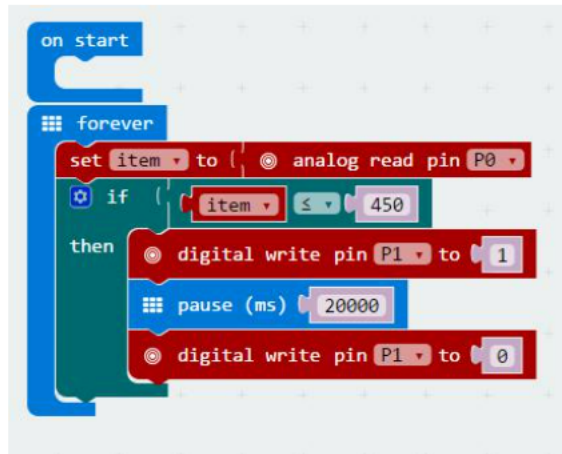 on start
forever
set item to analog read pin P0
if item ≤ 450
then digital write pin P1 to 1
pause (ms) 20000
digital write pin P1 to 0